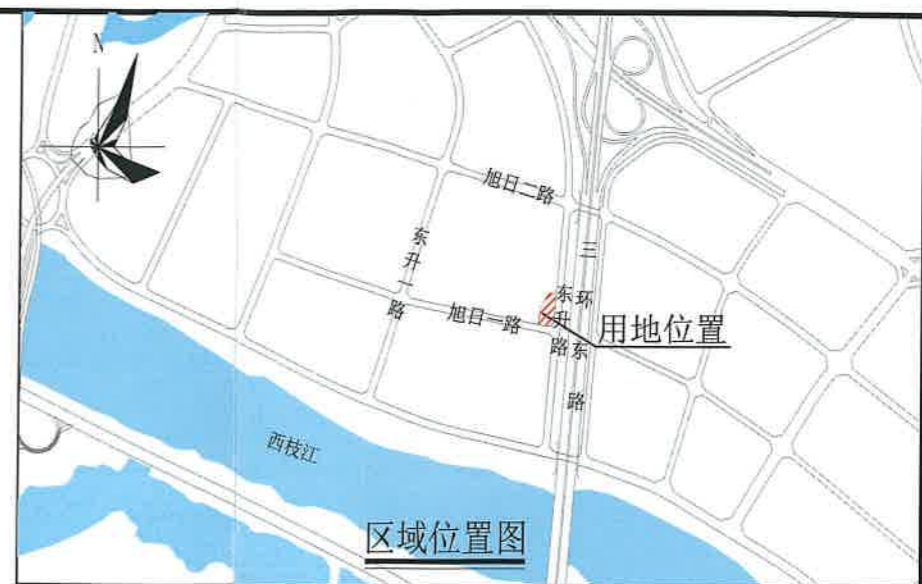 N
旭日二路
东升一路
三环东路
东升路
旭日一路
用地位置
西枝江
区域位置图